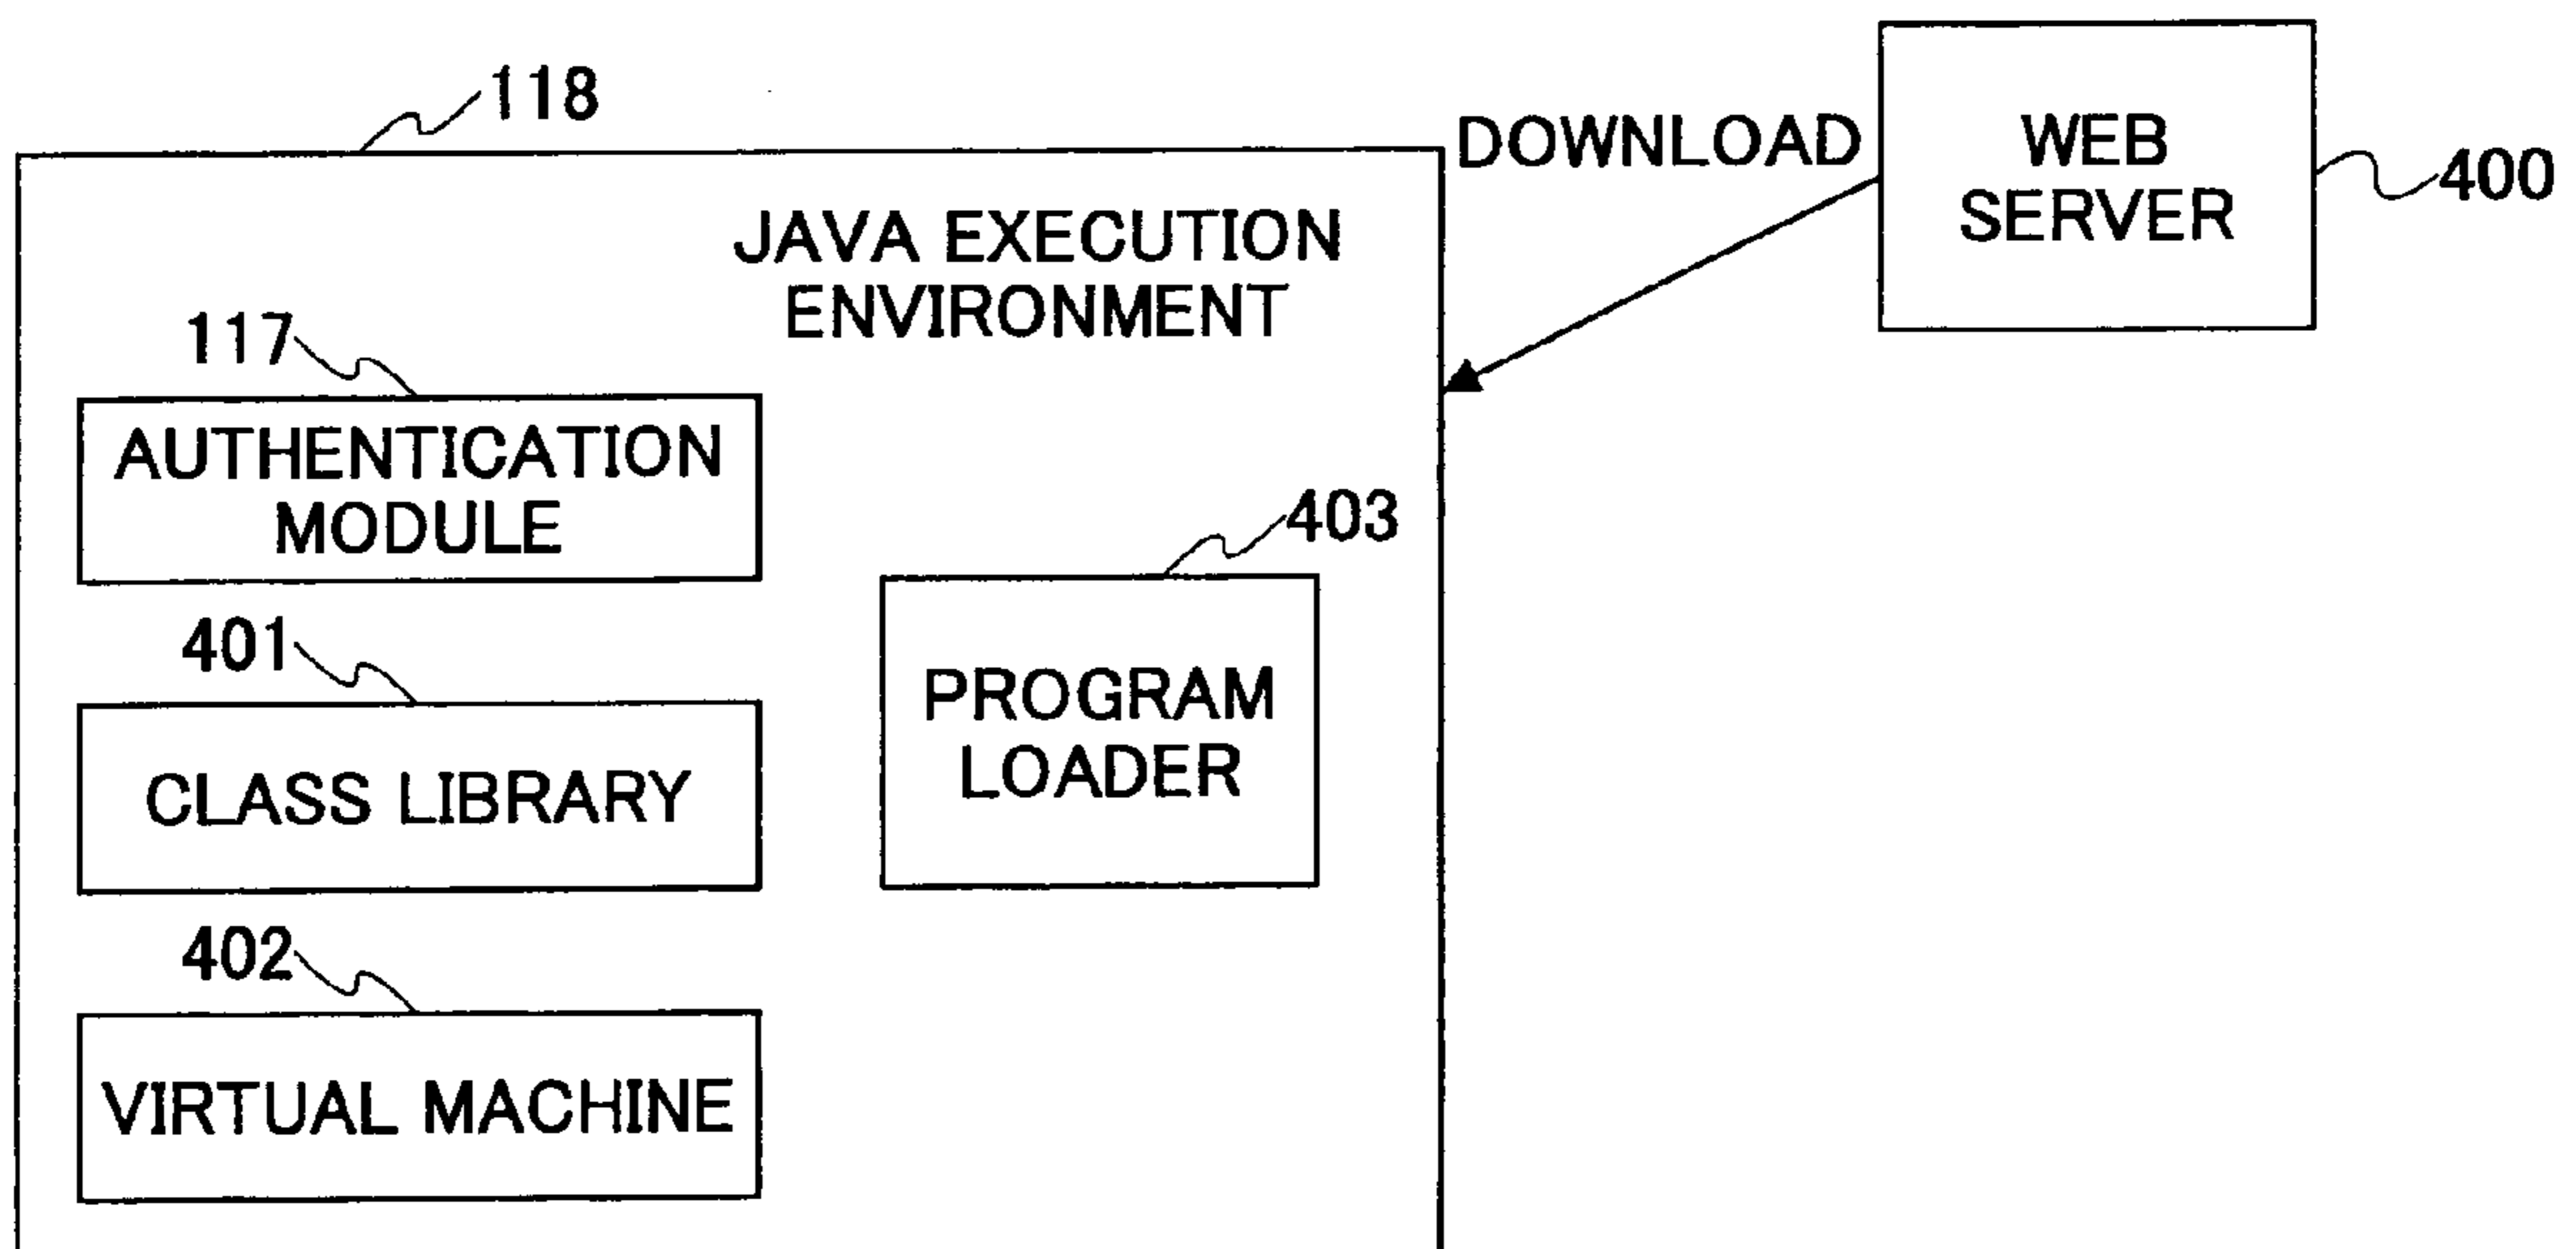 118
DOWNLOAD
WEB
SERVER
400
JAVA EXECUTION
ENVIRONMENT
117
AUTHENTICATION
MODULE
403
PROGRAM
LOADER
401
CLASS LIBRARY
402
VIRTUAL MACHINE